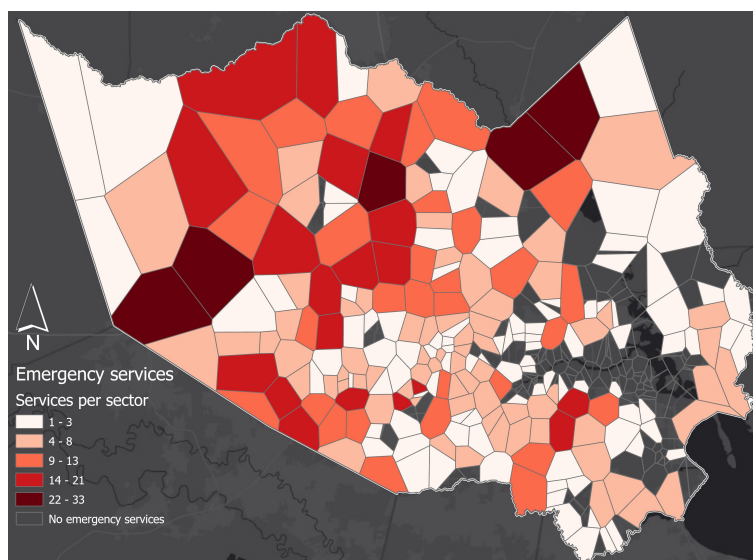 N
Emergency services
Services per sector
1 - 3
4 - 8
9 - 13
14 - 21
22 - 33
No emergency services